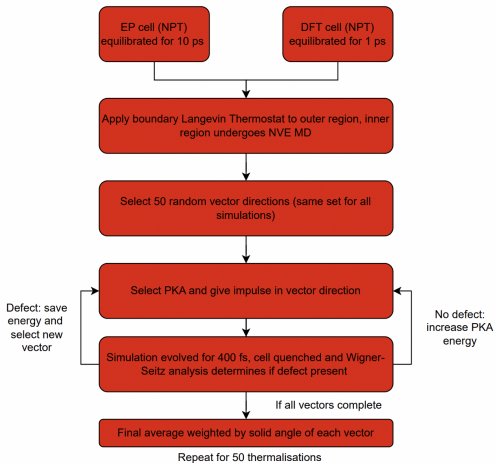 EP cell (NPT)
equilibrated for 10 ps
DFT cell (NPT)
equilibrated for 1 ps
Apply boundary Langevin Thermostat to outer region, inner
region undergoes NVE MD
Select 50 random vector directions (same set for all
simulations)
Select PKA and give impulse in vector direction
Defect: save
energy and
select new
vector
No defect:
increase PKA
energy
Simulation evolved for 400 fs, cell quenched and Wigner-
Seitz analysis determines if defect present
If all vectors complete
Final average weighted by solid angle of each vector
Repeat for 50 thermalisations